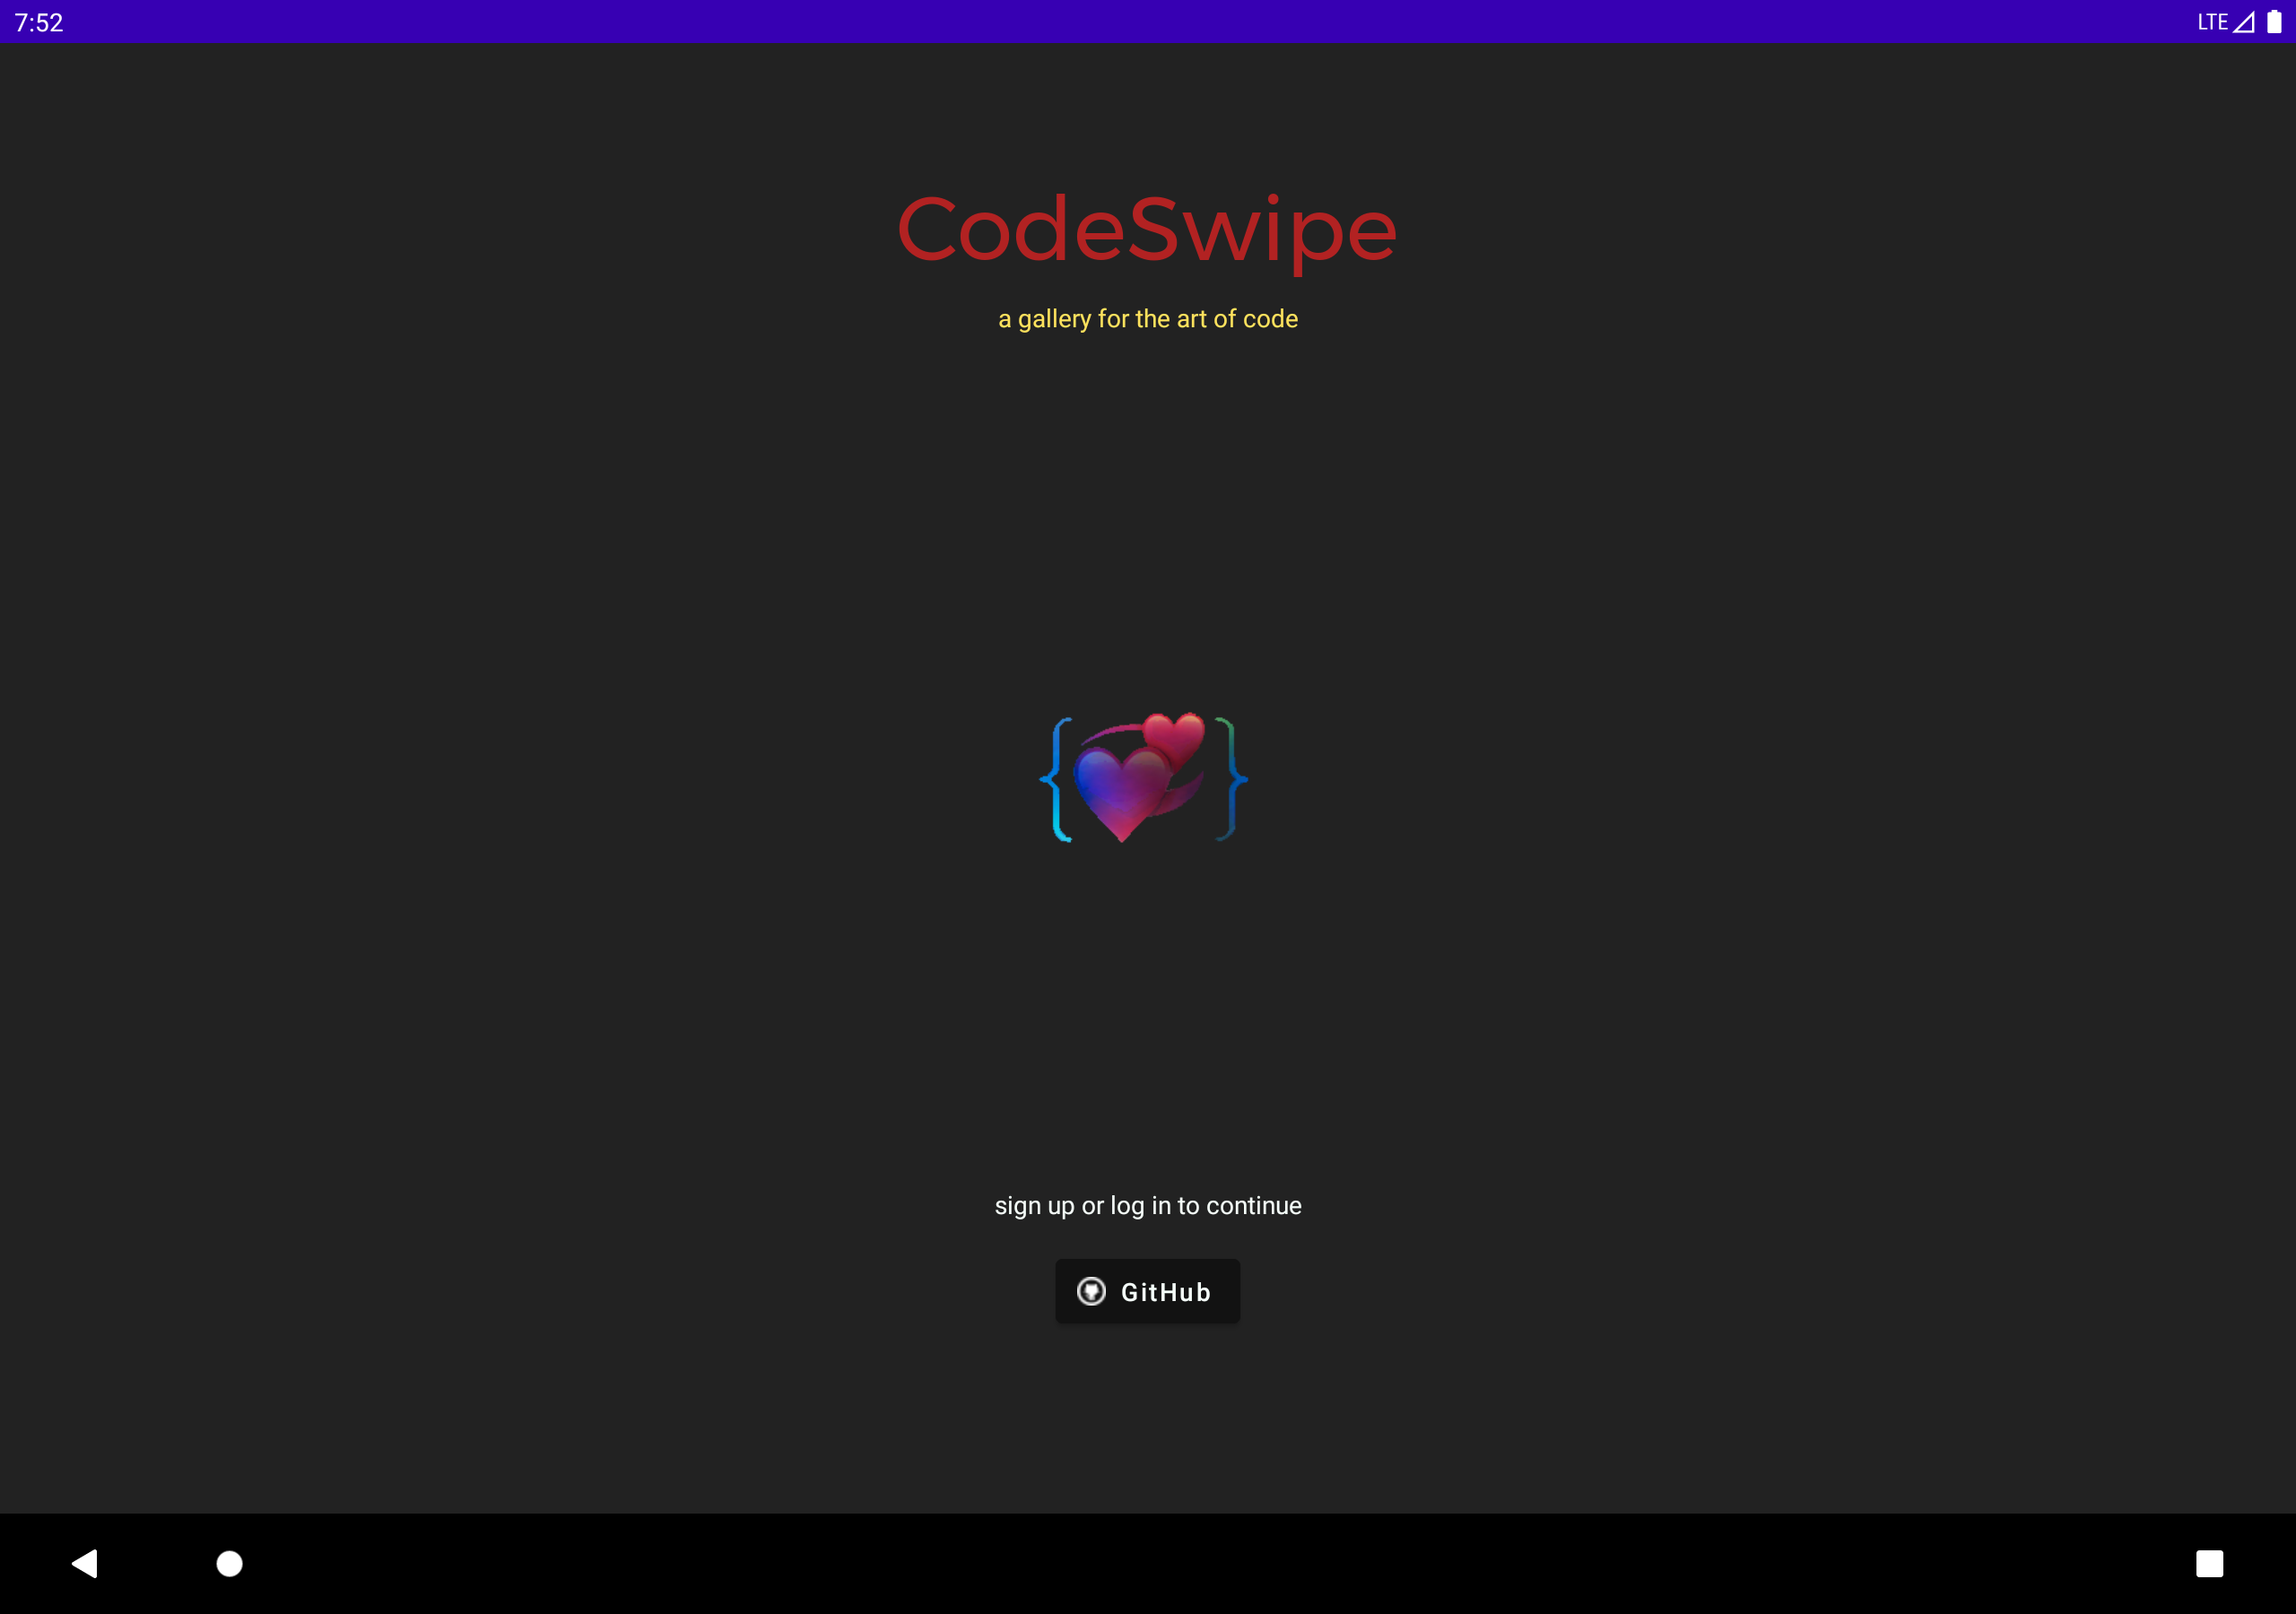 7:52
LTE
CodeSwipe
a gallery for the art of code
{ }
sign up or log in to continue
GitHub